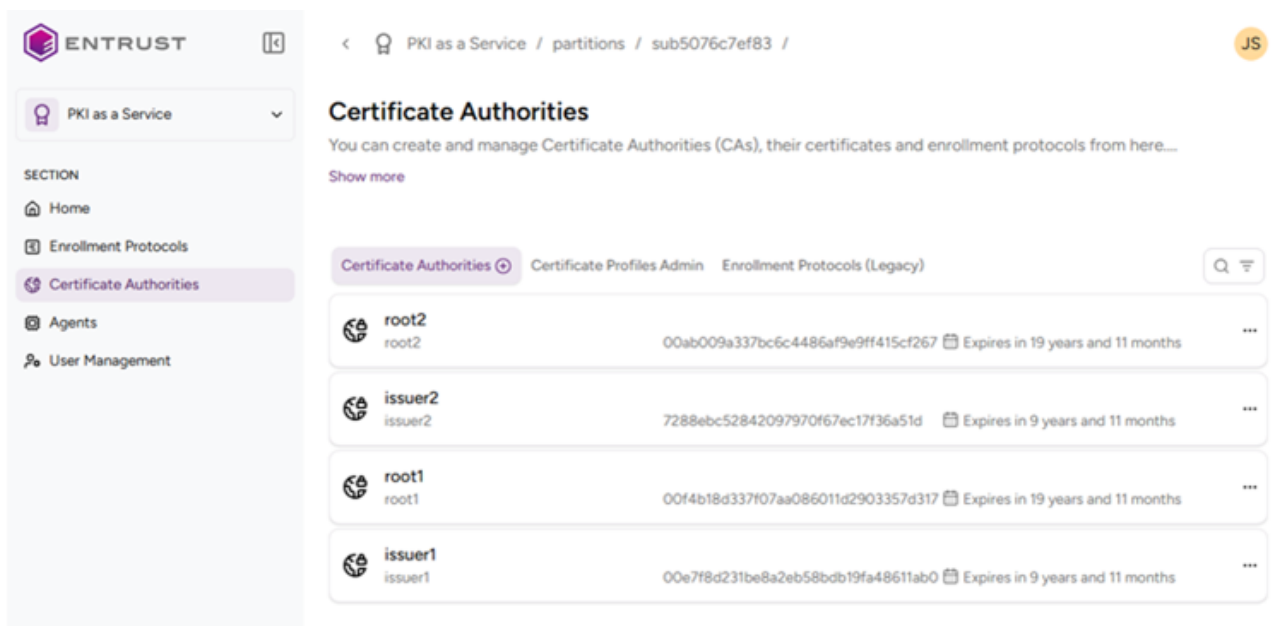 ENTRUST
PKI as a Service / partitions / sub5076c7ef83 /
JS
PKI as a Service
SECTION
Home
Enrollment Protocols
Certificate Authorities
Agents
User Management
Certificate Authorities
You can create and manage Certificate Authorities (CAs), their certificates and enrollment protocols from here....
Show more
Certificate Authorities Certificate Profiles Admin Enrollment Protocols (Legacy)
root2
root2 00ab009a337bc6c4486af9e9ff415cf267 Expires in 19 years and 11 months
issuer2
issuer2 7288ebc52842097970f67ec17f36a51d Expires in 9 years and 11 months
root1
root1 00f4b18d337f07aa086011d2903357d317 Expires in 19 years and 11 months
issuer1
issuer1 00e7f8d231be8a2eb58bdb19fa48611ab0 Expires in 9 years and 11 months